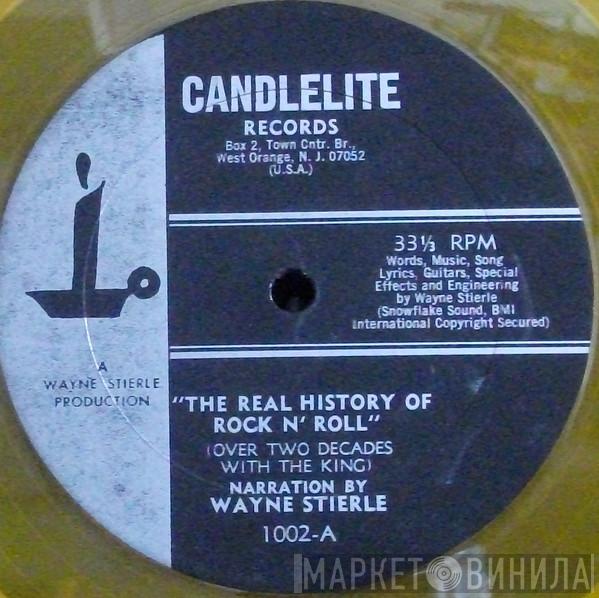 CANDLELITE
RECORDS
Box 2, Town Cntr. Br.,
West Orange, N. J. 07052
(U.S.A.)
33⅓ RPM
Words, Music, Song
Lyrics, Guitars, Special
Effects and Engineering
by Wayne Stierle
(Snowflake Sound, BMI
International Copyright Secured)
A
WAYNE STIERLE
PRODUCTION
"THE REAL HISTORY OF
ROCK N' ROLL"
(OVER TWO DECADES
WITH THE KING)
NARRATION BY
WAYNE STIERLE
1002-A
МАРКЕТ ВИНИЛА